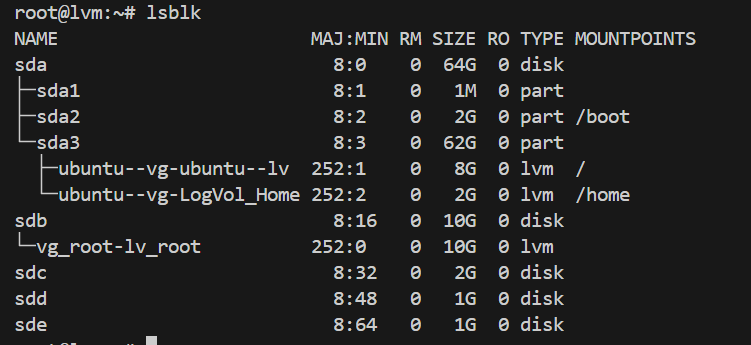 root@lvm:~# lsblk
NAME                      MAJ:MIN RM SIZE RO TYPE MOUNTPOINTS
sda                         8:0    0  64G  0 disk
├─sda1                      8:1    0   1M  0 part
├─sda2                      8:2    0   2G  0 part /boot
└─sda3                      8:3    0  62G  0 part
  ├─ubuntu--vg-ubuntu--lv 252:1    0   8G  0 lvm  /
  └─ubuntu--vg-LogVol_Home 252:2    0   2G  0 lvm  /home
sdb                         8:16   0  10G  0 disk
└─vg_root-lv_root         252:0    0  10G  0 lvm
sdc                         8:32   0   2G  0 disk
sdd                         8:48   0   1G  0 disk
sde                         8:64   0   1G  0 disk